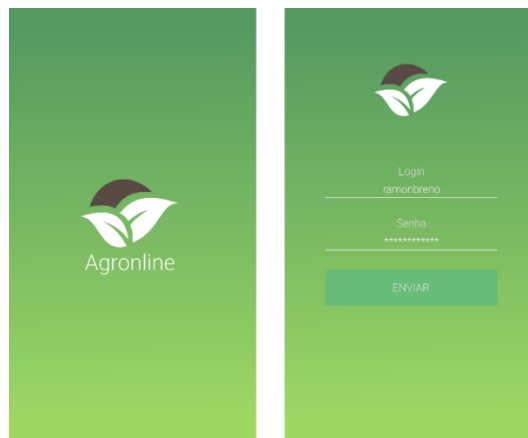 Agronline
Login
ramonbreno
Senha
************
ENVIAR